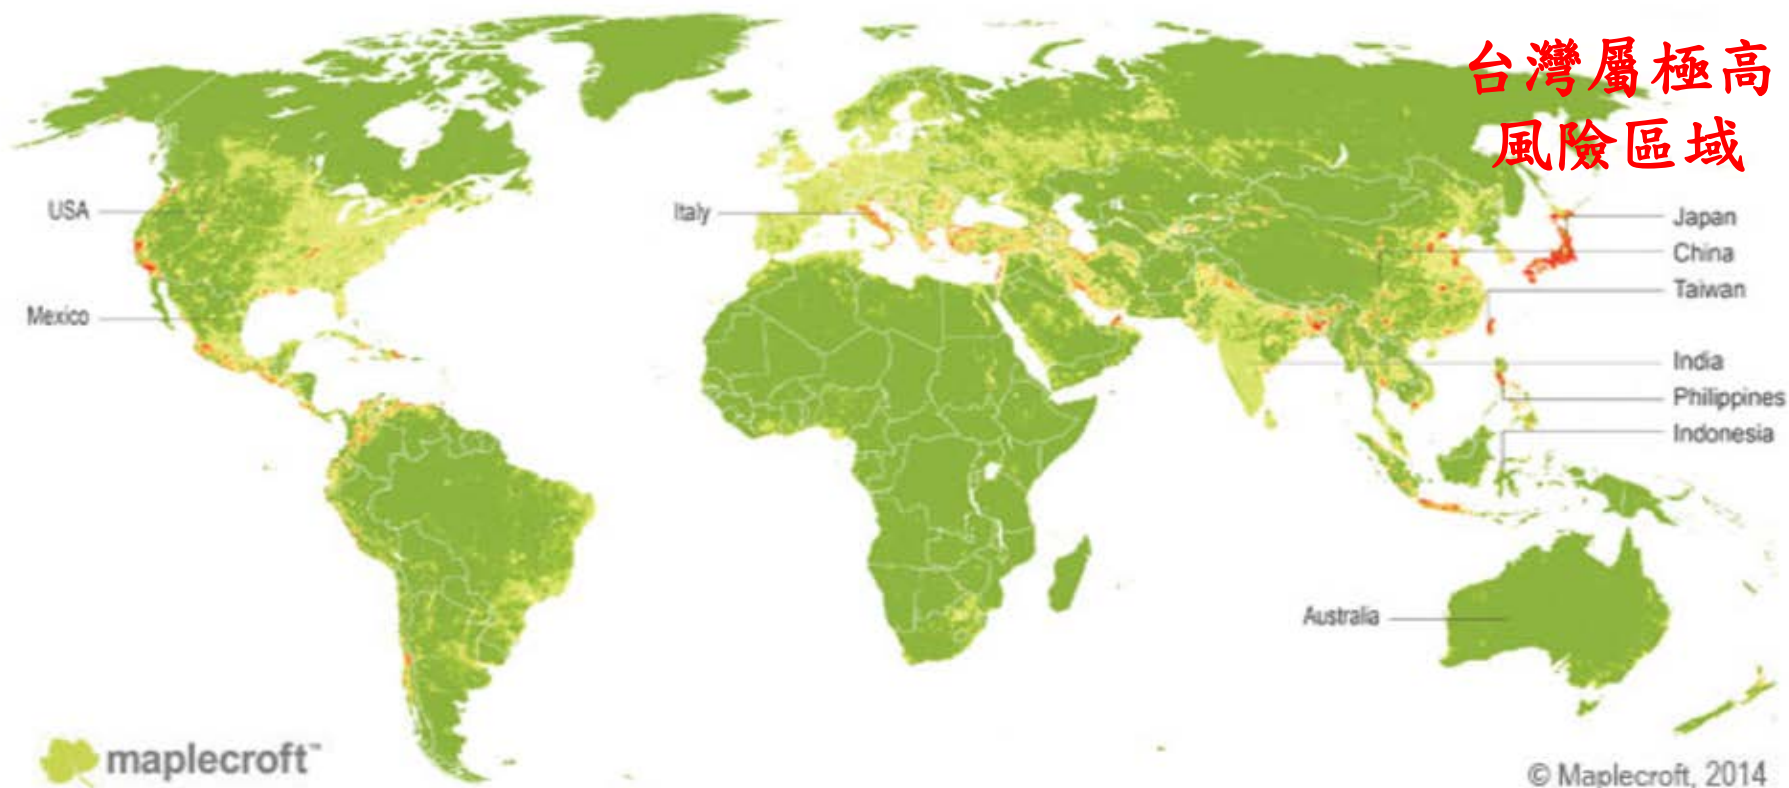 台灣屬極高
風險區域
USA
Italy
Japan
China
Taiwan
Mexico
India
Philippines
Indonesia
Australia
maplecroft™
© Maplecroft, 2014